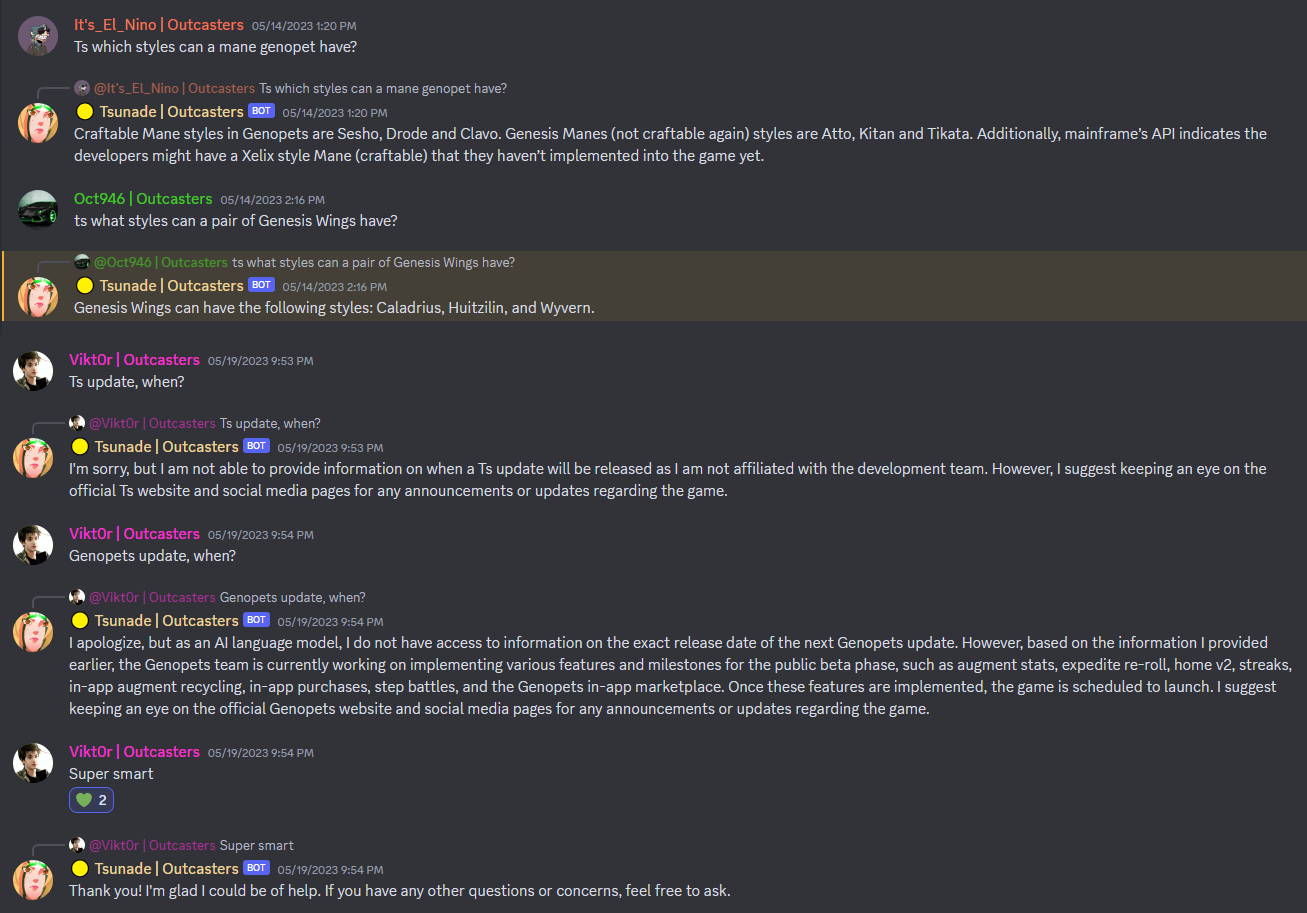 It's_El_Nino | Outcasters 05/14/2023 1:20 PM
Ts which styles can a mane genopet have?
@It's_El_Nino | Outcasters Ts which styles can a mane genopet have?
Tsunade | Outcasters BOT 05/14/2023 1:20 PM
Craftable Mane styles in Genopets are Sesho, Drode and Clavo. Genesis Manes (not craftable again) styles are Atto, Kitan and Tikata. Additionally, mainframe's API indicates the
developers might have a Xelix style Mane (craftable) that they haven't implemented into the game yet.
Oct946 | Outcasters 05/14/2023 2:16 PM
ts what styles can a pair of Genesis Wings have?
@Oct946 | Outcasters ts what styles can a pair of Genesis Wings have?
Tsunade | Outcasters BOT 05/14/2023 2:16 PM
Genesis Wings can have the following styles: Caladrius, Huitzilin, and Wyvern.
Vikt0r | Outcasters 05/19/2023 9:53 PM
Ts update, when?
@Vikt0r | Outcasters Ts update, when?
Tsunade | Outcasters BOT 05/19/2023 9:53 PM
I'm sorry, but I am not able to provide information on when a Ts update will be released as I am not affiliated with the development team. However, I suggest keeping an eye on the
official Ts website and social media pages for any announcements or updates regarding the game.
Vikt0r | Outcasters 05/19/2023 9:54 PM
Genopets update, when?
@Vikt0r | Outcasters Genopets update, when?
Tsunade | Outcasters BOT 05/19/2023 9:54 PM
I apologize, but as an AI language model, I do not have access to information on the exact release date of the next Genopets update. However, based on the information I provided
earlier, the Genopets team is currently working on implementing various features and milestones for the public beta phase, such as augment stats, expedite re-roll, home v2, streaks,
in-app augment recycling, in-app purchases, step battles, and the Genopets in-app marketplace. Once these features are implemented, the game is scheduled to launch. I suggest
keeping an eye on the official Genopets website and social media pages for any announcements or updates regarding the game.
Vikt0r | Outcasters 05/19/2023 9:54 PM
Super smart
2
@Vikt0r | Outcasters Super smart
Tsunade | Outcasters BOT 05/19/2023 9:54 PM
Thank you! I'm glad I could be of help. If you have any other questions or concerns, feel free to ask.